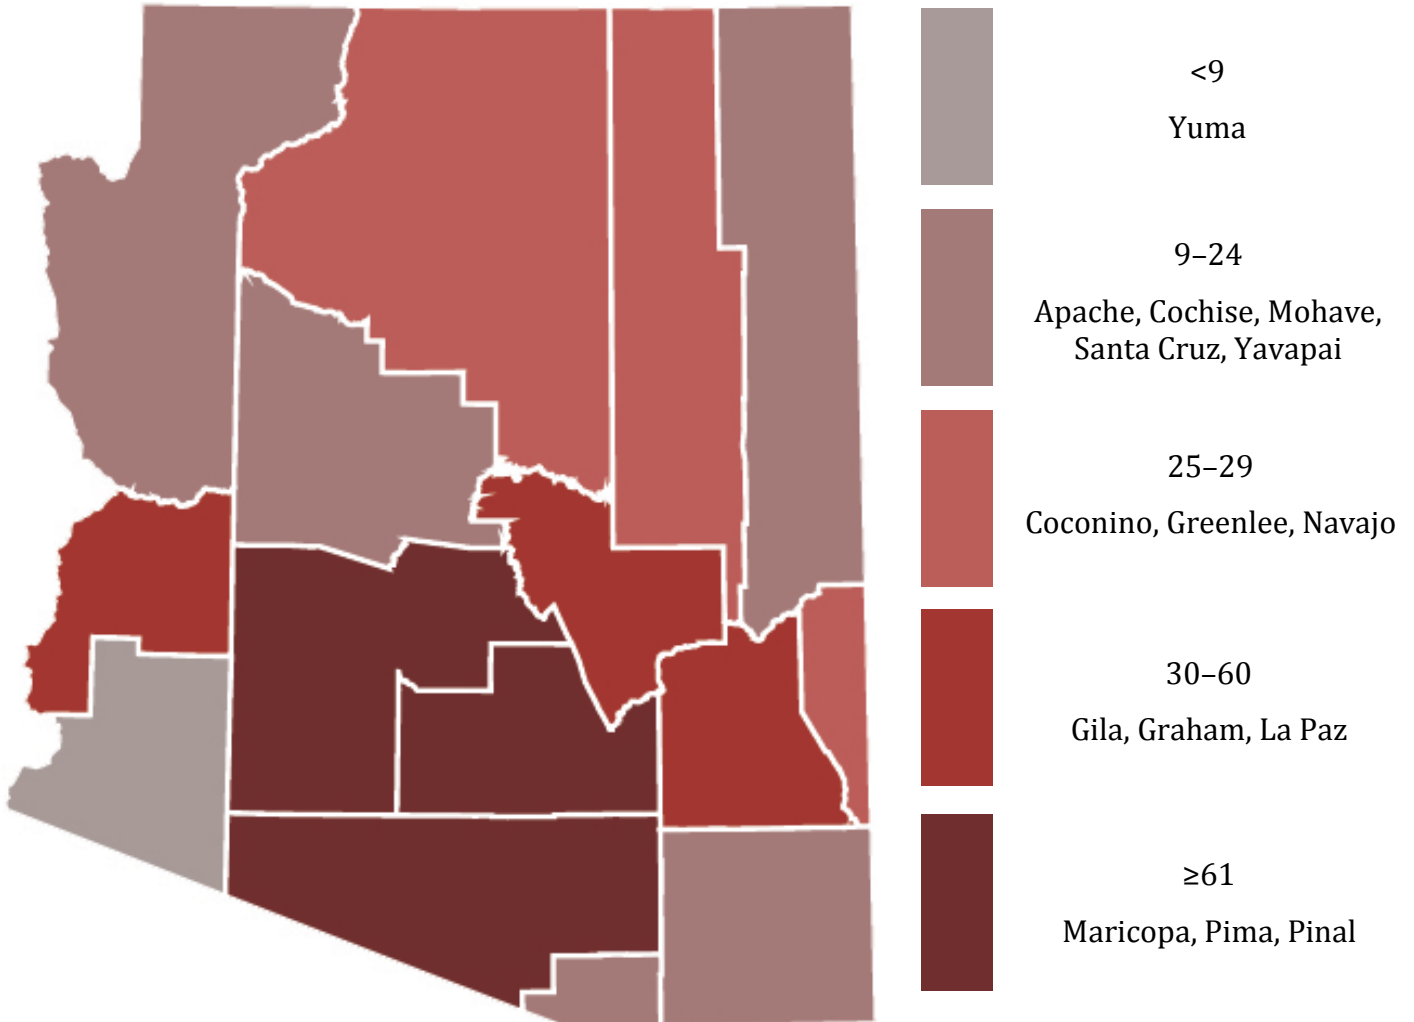 <9
Yuma
9–24
Apache, Cochise, Mohave,
Santa Cruz, Yavapai
25–29
Coconino, Greenlee, Navajo
30–60
Gila, Graham, La Paz
≥61
Maricopa, Pima, Pinal